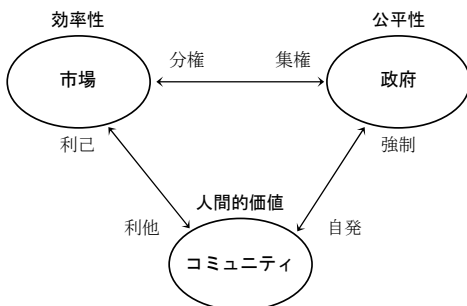 効率性
公平性
分権
集権
市場
政府
利己
強制
人間的価値
利他
自発
コミュニティ